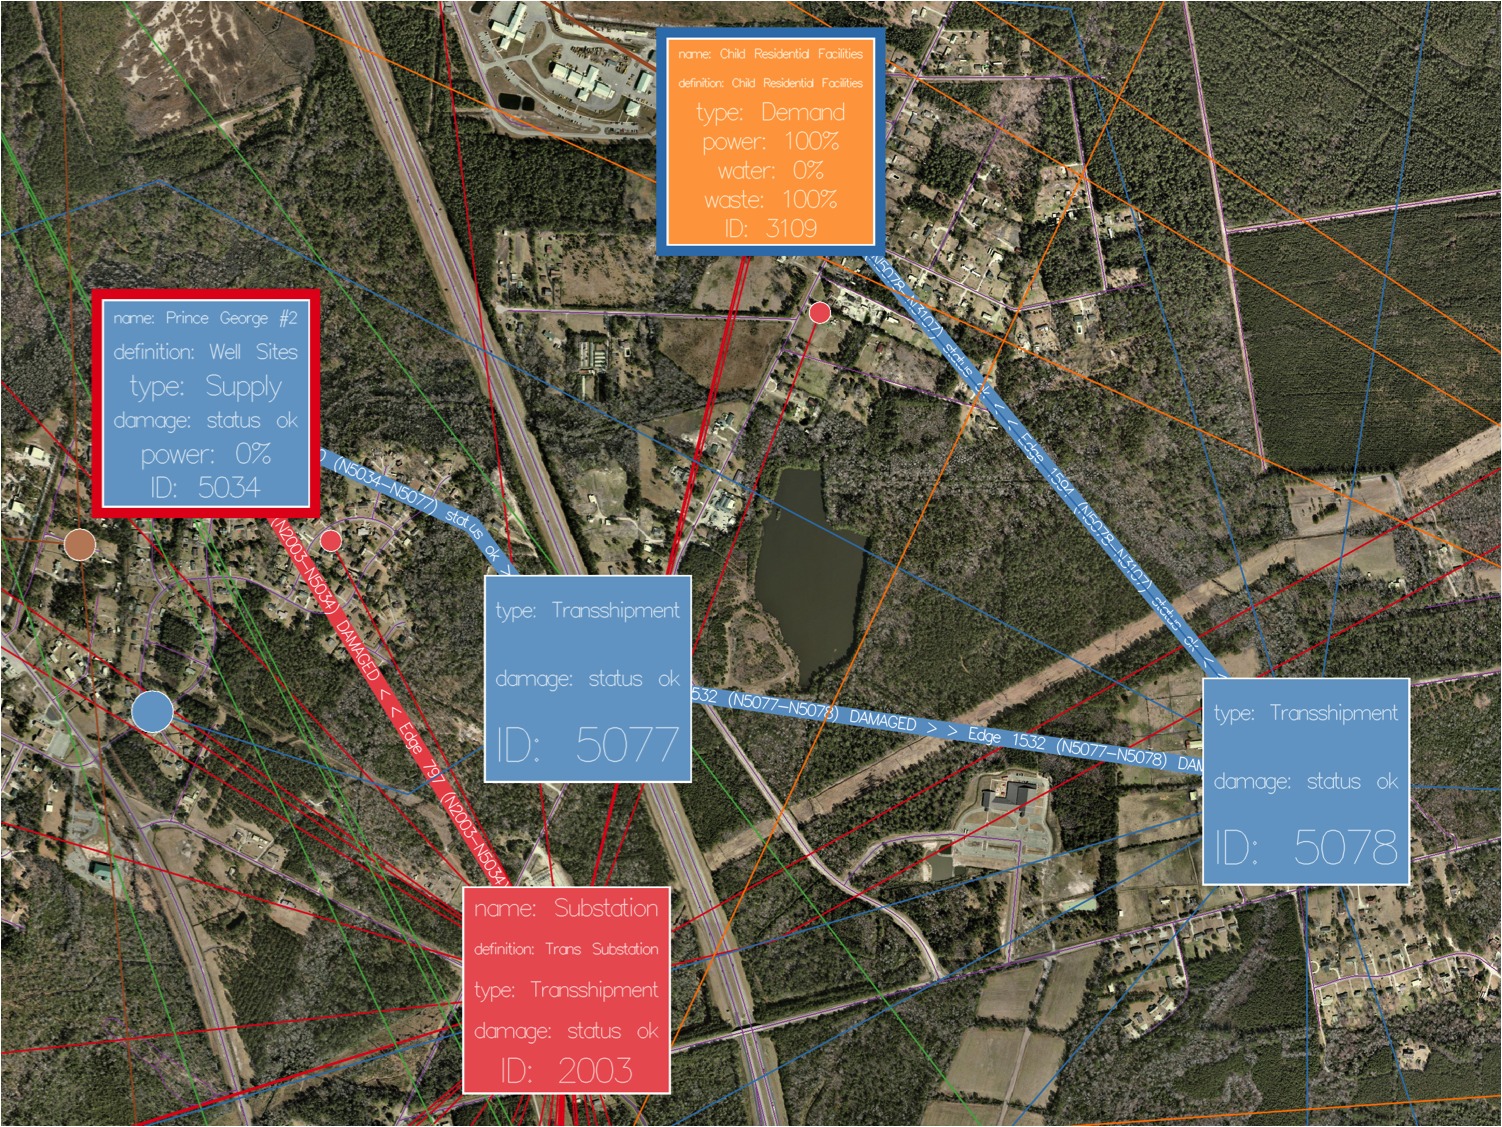 name: Child Residential Facilities
definition: Child Residential Facilities
type: Demand
power: 100%
water: 0%
waste: 100%
ID: 3109
name: Prince George #2
definition: Well Sites
type: Supply
damage: status ok
power: 0%
ID: 5034
(N5034-N5077) status ok >
(N5078-N3107) status ok < < Edge 1594 (N5078-N3107) status ok <
(N2003-N5034) DAMAGED < < Edge 797 (N2003-N5034)
type: Transshipment
damage: status ok
ID: 5077
532 (N5077-N5078) DAMAGED > > Edge 1532 (N5077-N5078) DAM
type: Transshipment
damage: status ok
ID: 5078
name: Substation
definition: Trans Substation
type: Transshipment
damage: status ok
ID: 2003